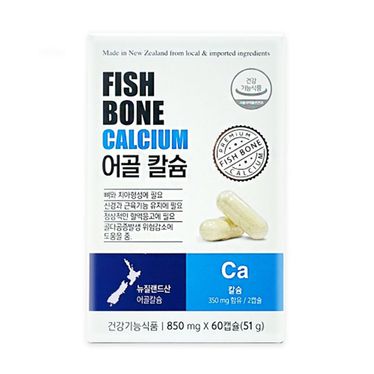 Made in New Zealand from local & imported ingredients
FISH
BONE
CALCIUM
어골 칼슘
건강
기능식품
PREMIUM
FISH BONE
CALCIUM
뼈와 치아형성에 필요
신경과 근육기능 유지에 필요
정상적인 혈액응고에 필요
골다공증발생 위험감소에
도움을 줌
뉴질랜드산
어골칼슘
Ca
칼슘
350 mg 함유 / 2캡슐
건강기능식품 | 850 mg X 60캡슐(51 g)